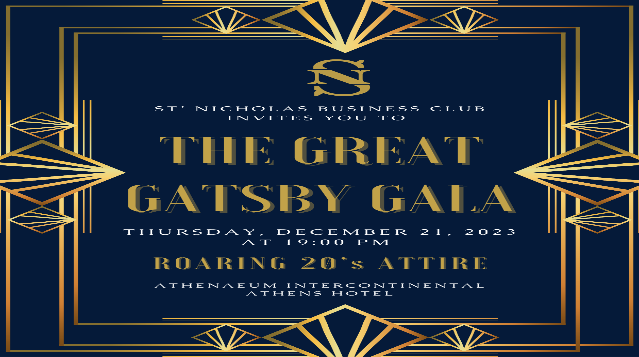 SN
ST' NICHOLAS BUSINESS CLUB
INVITES YOU TO
THE GREAT
GATSBY GALA
THURSDAY, DECEMBER 21, 2023
AT 19:00 PM
ROARING 20's ATTIRE
ATHENAEUM INTERCONTINENTAL
ATHENS HOTEL